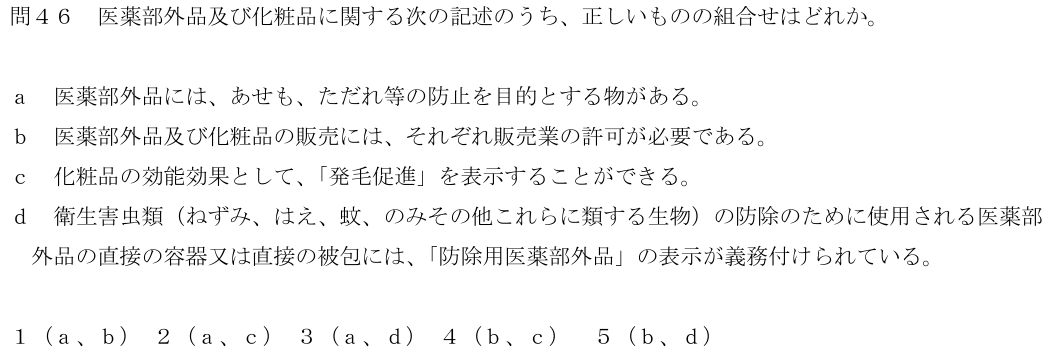 問４６　医薬部外品及び化粧品に関する次の記述のうち、正しいものの組合せはどれか。
ａ　医薬部外品には、あせも、ただれ等の防止を目的とする物がある。
ｂ　医薬部外品及び化粧品の販売には、それぞれ販売業の許可が必要である。
ｃ　化粧品の効能効果として、「発毛促進」を表示することができる。
ｄ　衛生害虫類（ねずみ、はえ、蚊、のみその他これらに類する生物）の防除のために使用される医薬部
外品の直接の容器又は直接の被包には、「防除用医薬部外品」の表示が義務付けられている。
１（ａ、ｂ）　２（ａ、ｃ）　３（ａ、ｄ）　４（ｂ、ｃ）　５（ｂ、ｄ）